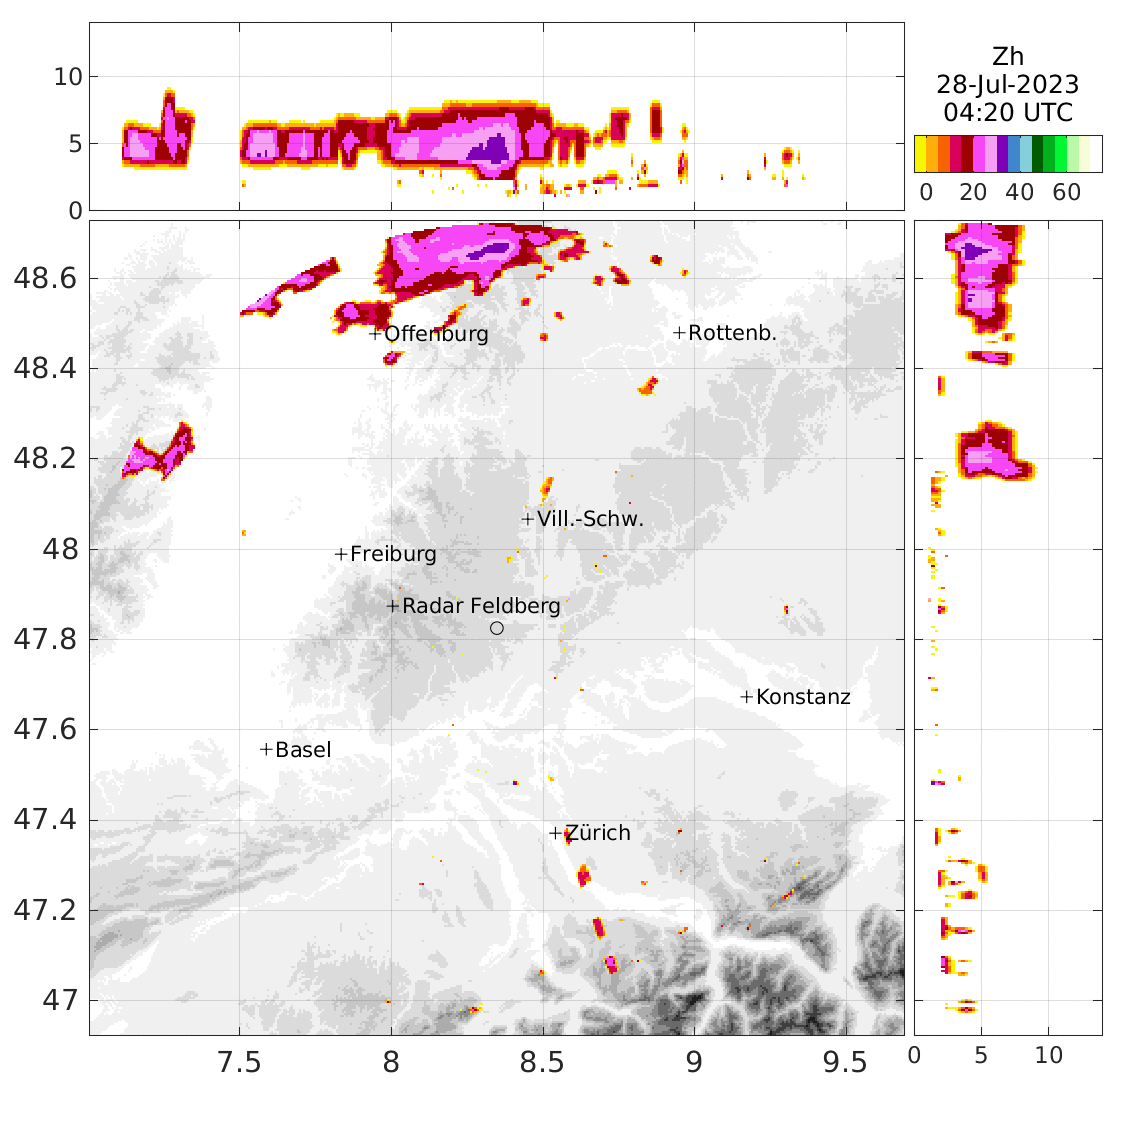 10
5
0
Zh
28-Jul-2023
04:20 UTC
0 20 40 60
48.6
48.4
48.2
48
47.8
47.6
47.4
47.2
47
Offenburg
Rottenb.
Vill.-Schw.
Freiburg
Radar Feldberg
Konstanz
Basel
Zürich
7.5 8 8.5 9 9.5
0 5 10